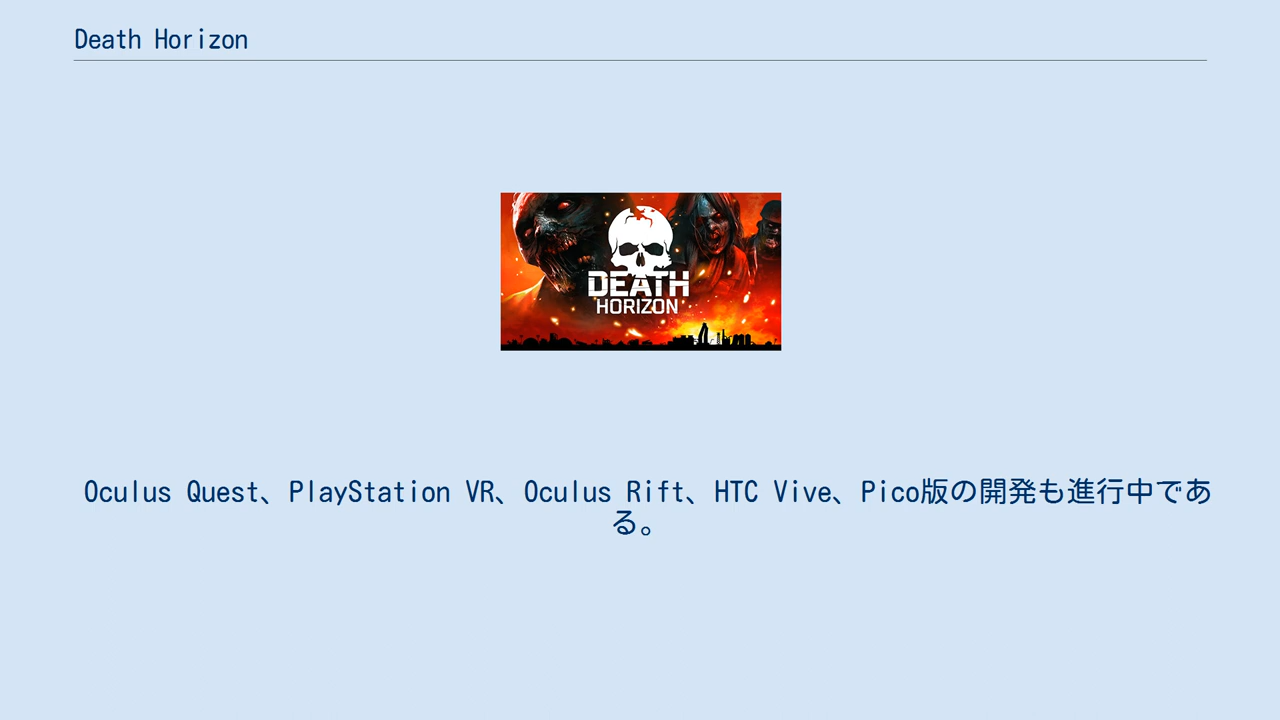 Death Horizon
DEATH
HORIZON
Oculus Quest、PlayStation VR、Oculus Rift、HTC Vive、Pico版の開発も進行中であ
る。